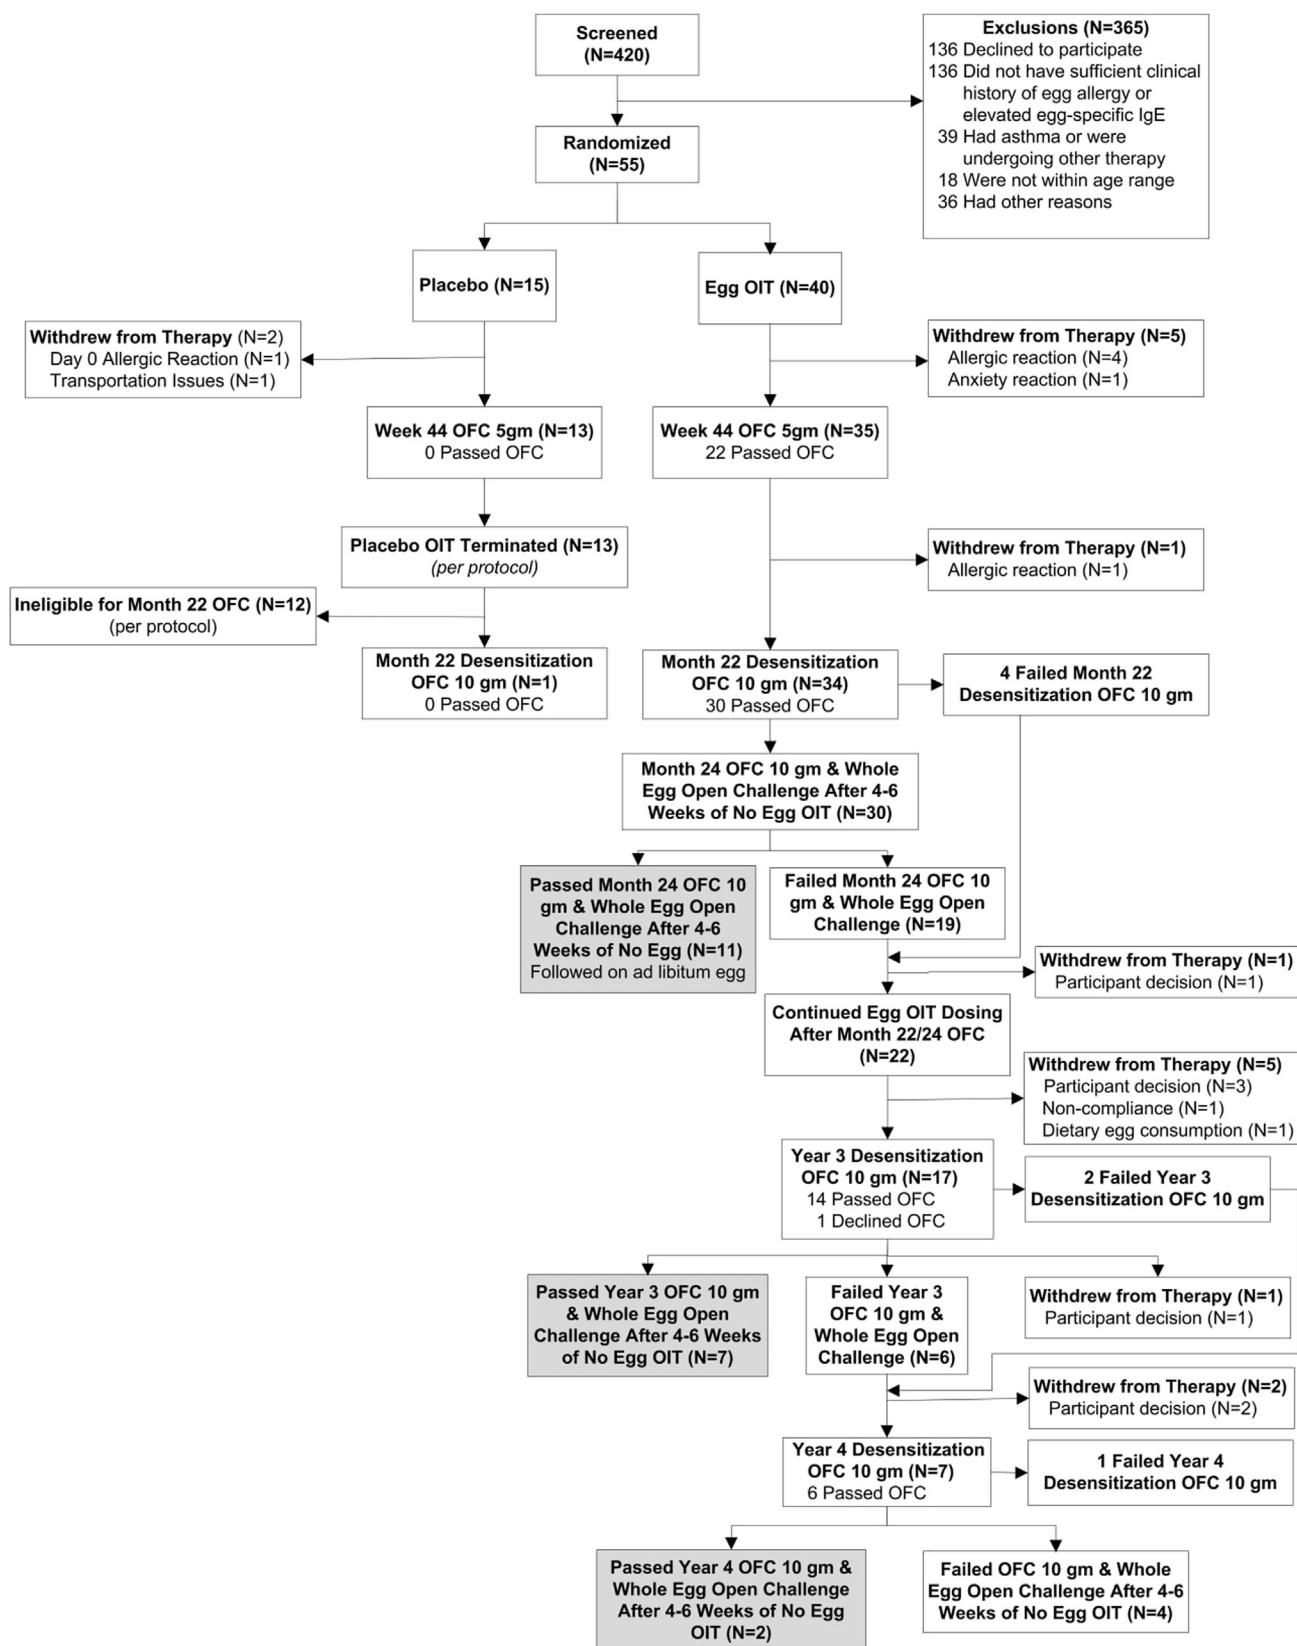 Screened
(N=420)
Exclusions (N=365)
136 Declined to participate
136 Did not have sufficient clinical
history of egg allergy or
elevated egg-specific IgE
39 Had asthma or were
undergoing other therapy
18 Were not within age range
36 Had other reasons
Randomized
(N=55)
Placebo (N=15)
Egg OIT (N=40)
Withdrew from Therapy (N=2)
Day 0 Allergic Reaction (N=1)
Transportation Issues (N=1)
Withdrew from Therapy (N=5)
Allergic reaction (N=4)
Anxiety reaction (N=1)
Week 44 OFC 5gm (N=13)
0 Passed OFC
Week 44 OFC 5gm (N=35)
22 Passed OFC
Placebo OIT Terminated (N=13)
(per protocol)
Withdrew from Therapy (N=1)
Allergic reaction (N=1)
Ineligible for Month 22 OFC (N=12)
(per protocol)
Month 22 Desensitization
OFC 10 gm (N=1)
0 Passed OFC
Month 22 Desensitization
OFC 10 gm (N=34)
30 Passed OFC
4 Failed Month 22
Desensitization OFC 10 gm
Month 24 OFC 10 gm & Whole
Egg Open Challenge After 4-6
Weeks of No Egg OIT (N=30)
Passed Month 24 OFC 10
gm & Whole Egg Open
Challenge After 4-6
Weeks of No Egg (N=11)
Followed on ad libitum egg
Failed Month 24 OFC 10
gm & Whole Egg Open
Challenge (N=19)
Withdrew from Therapy (N=1)
Participant decision (N=1)
Continued Egg OIT Dosing
After Month 22/24 OFC
(N=22)
Withdrew from Therapy (N=5)
Participant decision (N=3)
Non-compliance (N=1)
Dietary egg consumption (N=1)
Year 3 Desensitization
OFC 10 gm (N=17)
14 Passed OFC
1 Declined OFC
2 Failed Year 3
Desensitization OFC 10 gm
Passed Year 3 OFC 10 gm
& Whole Egg Open
Challenge After 4-6 Weeks
of No Egg OIT (N=7)
Failed Year 3
OFC 10 gm &
Whole Egg Open
Challenge (N=6)
Withdrew from Therapy (N=1)
Participant decision (N=1)
Withdrew from Therapy (N=2)
Participant decision (N=2)
Year 4 Desensitization
OFC 10 gm (N=7)
6 Passed OFC
1 Failed Year 4
Desensitization OFC 10 gm
Passed Year 4 OFC 10 gm &
Whole Egg Open Challenge
After 4-6 Weeks of No Egg
OIT (N=2)
Failed OFC 10 gm & Whole
Egg Open Challenge After 4-6
Weeks of No Egg OIT (N=4)